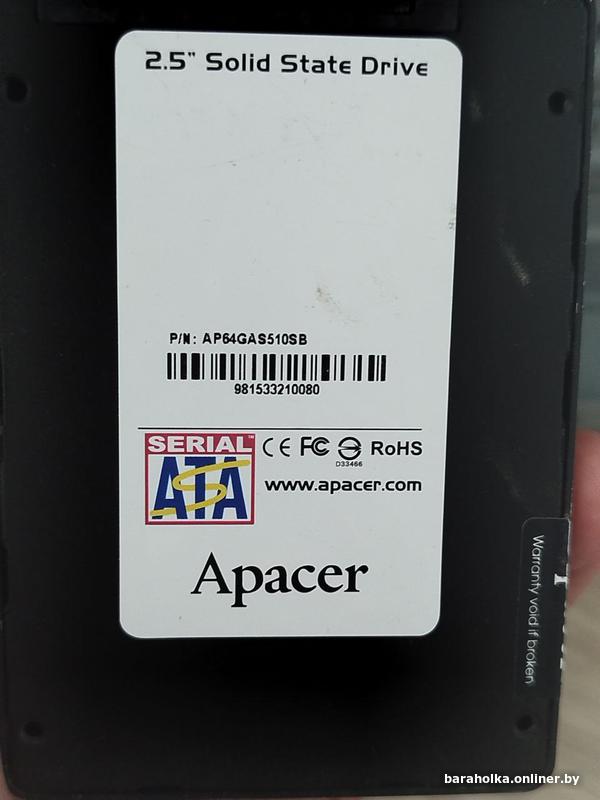 2.5" Solid State Drive
P/N: AP64GAS510SB
981533210080
SERIAL™
ATA
CE FC D33466 RoHS
www.apacer.com
Apacer
Warranty void if broken
baraholka.onliner.by